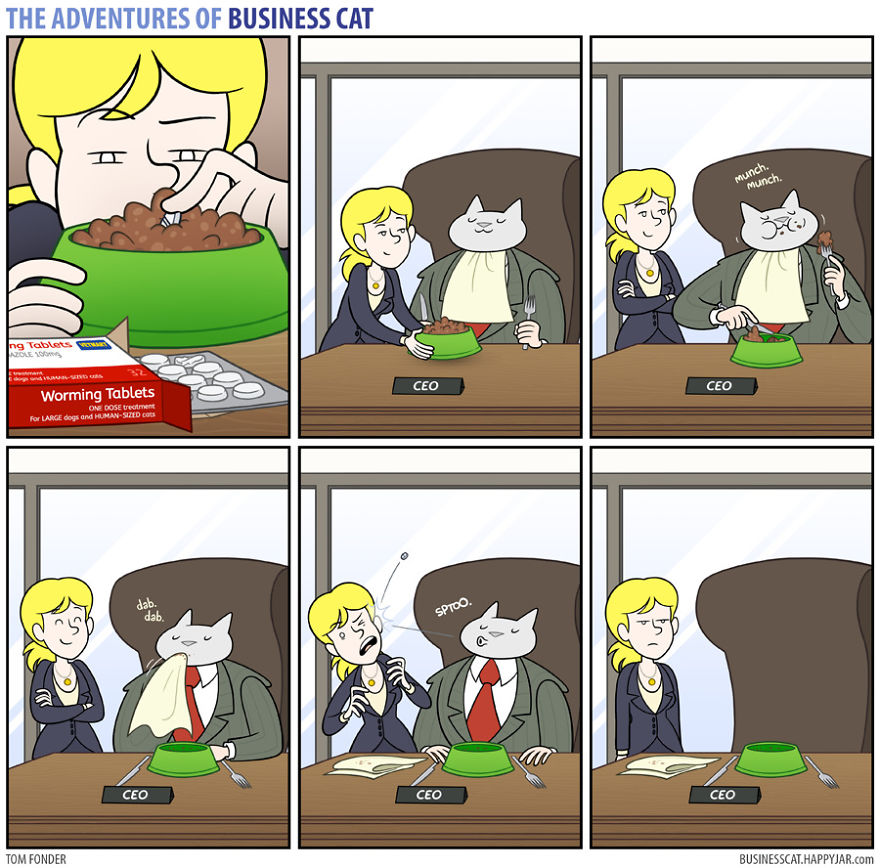 THE ADVENTURES OF BUSINESS CAT
ng Tablets
VETMART
AZOLE 100mg
treatment
dogs and HUMAN-SIZED cats
32
Worming Tablets
ONE DOSE treatment
For LARGE dogs and HUMAN-SIZED cats
CEO
munch.
munch.
CEO
dab.
dab.
CEO
SPTOO.
CEO
CEO
TOM FONDER
BUSINESSCAT.HAPPYJAR.com